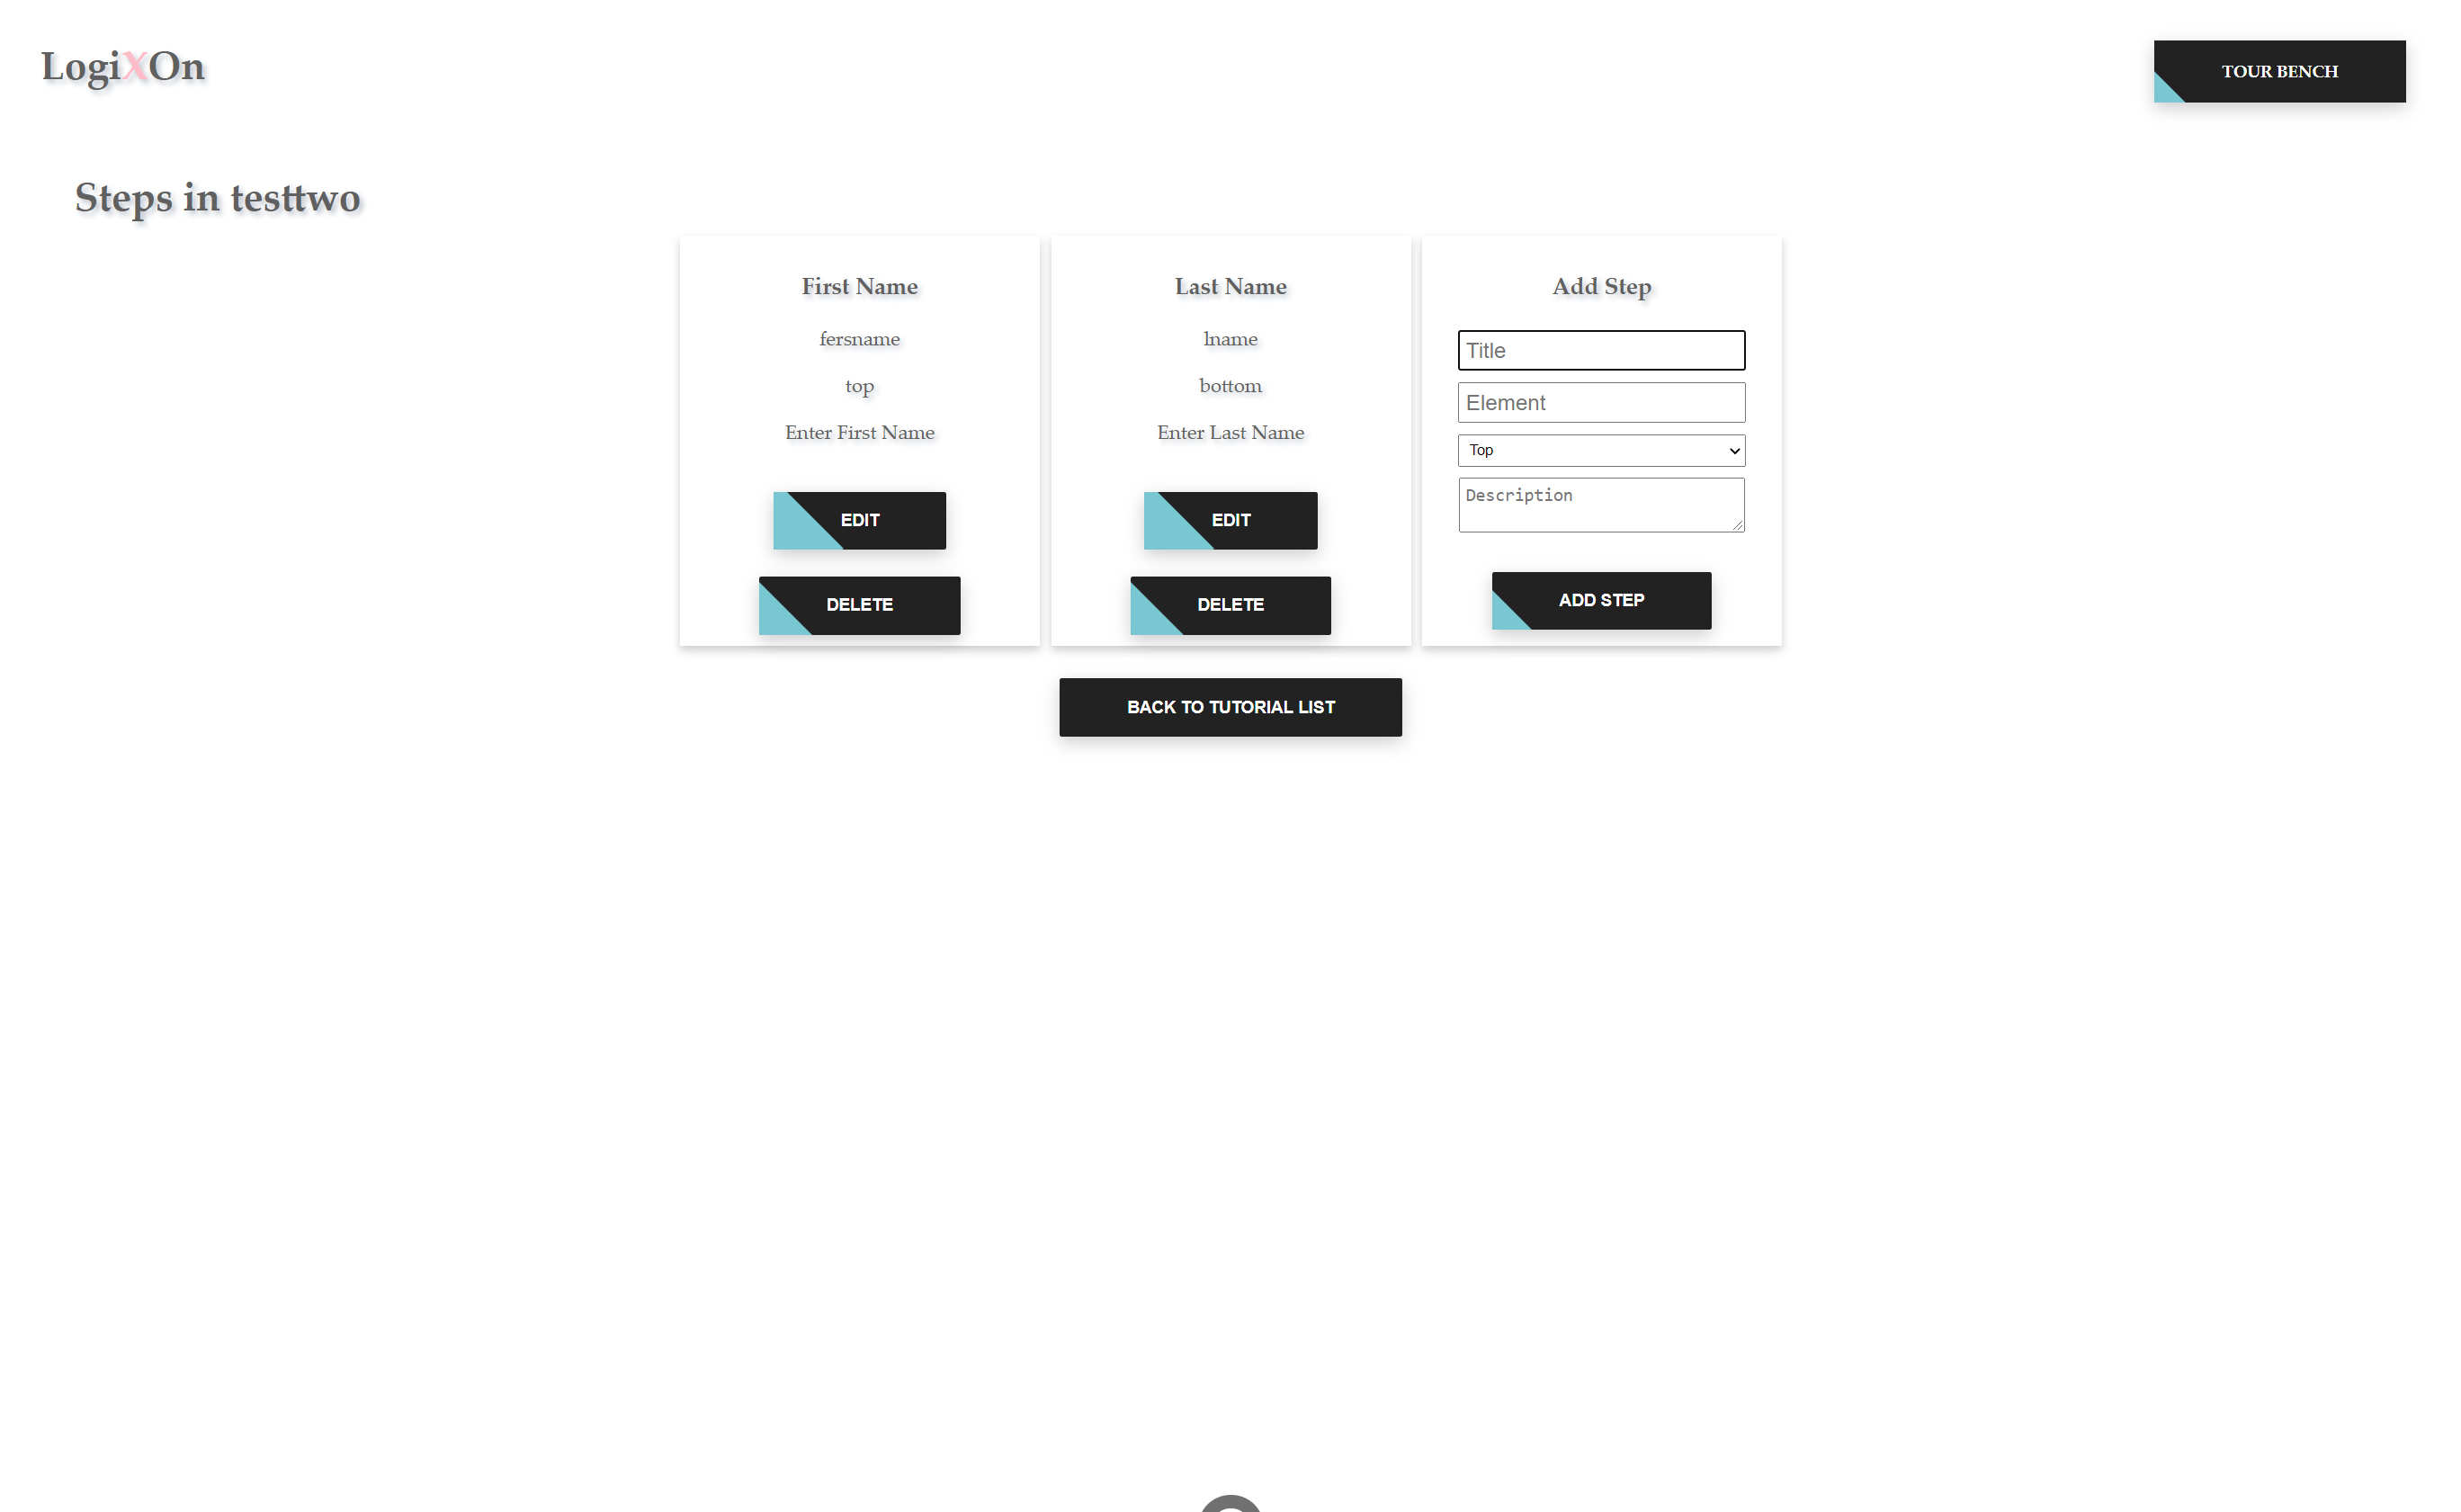 LogiXOn
TOUR BENCH
Steps in testtwo
First Name
fersname
top
Enter First Name
EDIT
DELETE
Last Name
lname
bottom
Enter Last Name
EDIT
DELETE
Add Step
Title
Element
Top
Description
ADD STEP
BACK TO TUTORIAL LIST